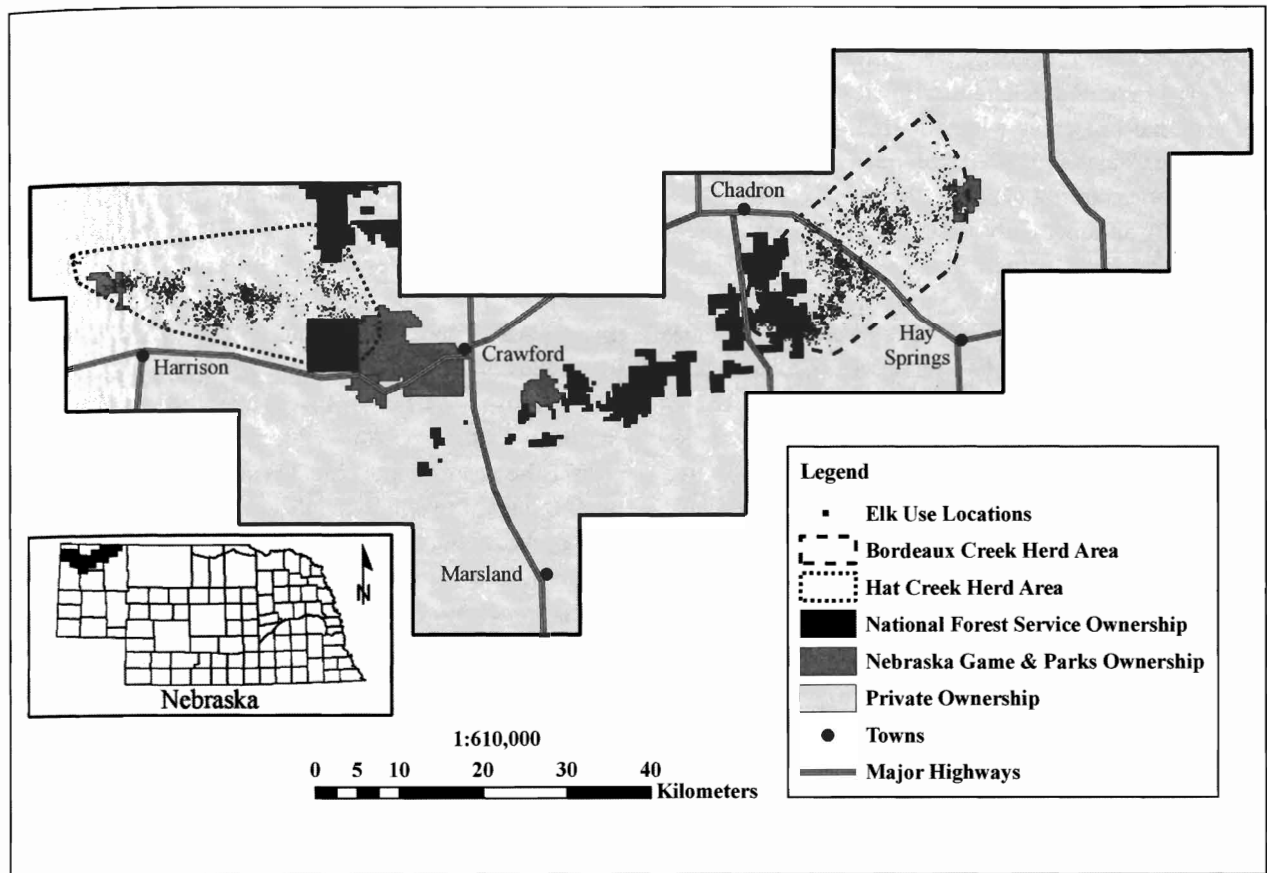 Chadron
Hay
Springs
Harrison
Crawford
Marsland
Legend
Elk Use Locations
Bordeaux Creek Herd Area
Hat Creek Herd Area
National Forest Service Ownership
Nebraska Game & Parks Ownership
Private Ownership
Towns
Major Highways
N
Nebraska
1:610,000
0 5 10 20 30 40
Kilometers